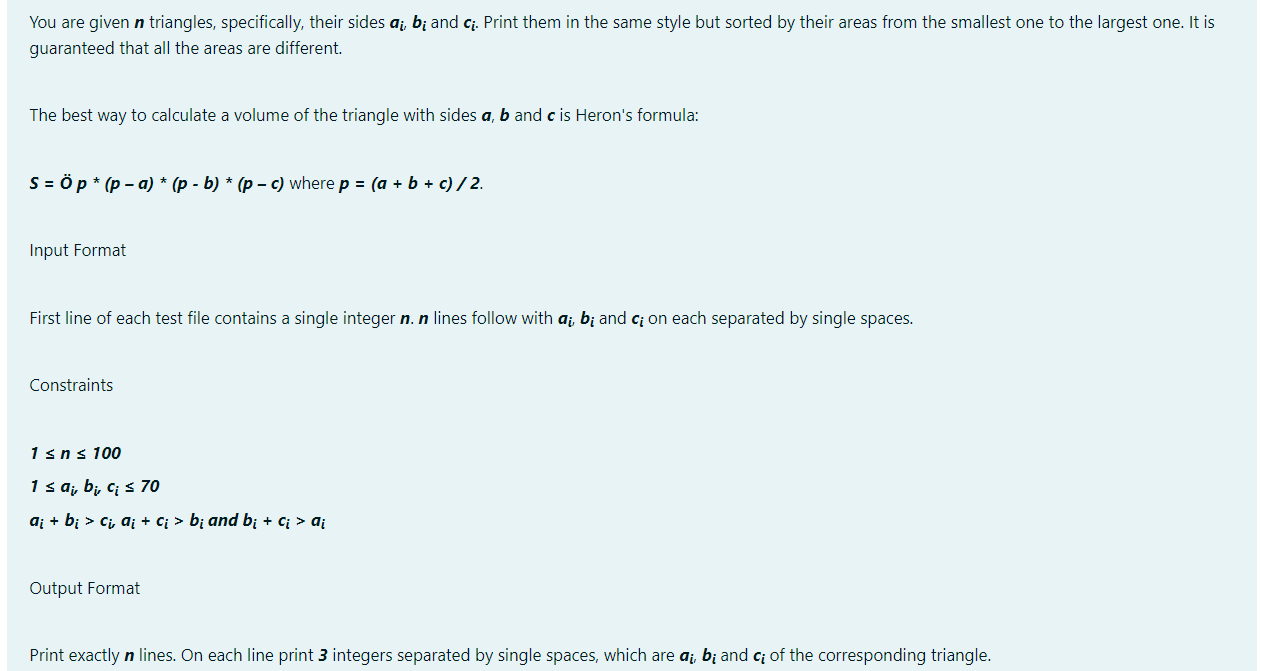 You are given n triangles, specifically, their sides ai, bi and ci. Print them in the same style but sorted by their areas from the smallest one to the largest one. It is
guaranteed that all the areas are different.
The best way to calculate a volume of the triangle with sides a, b and c is Heron's formula:
S = Ö p * (p – a) * (p - b) * (p – c) where p = (a + b + c) / 2.
Input Format
First line of each test file contains a single integer n. n lines follow with ai, bi and ci on each separated by single spaces.
Constraints
1 ≤ n ≤ 100
1 ≤ ai, bi, ci ≤ 70
ai + bi > ci, ai + ci > bi and bi + ci > ai
Output Format
Print exactly n lines. On each line print 3 integers separated by single spaces, which are ai, bi and ci of the corresponding triangle.